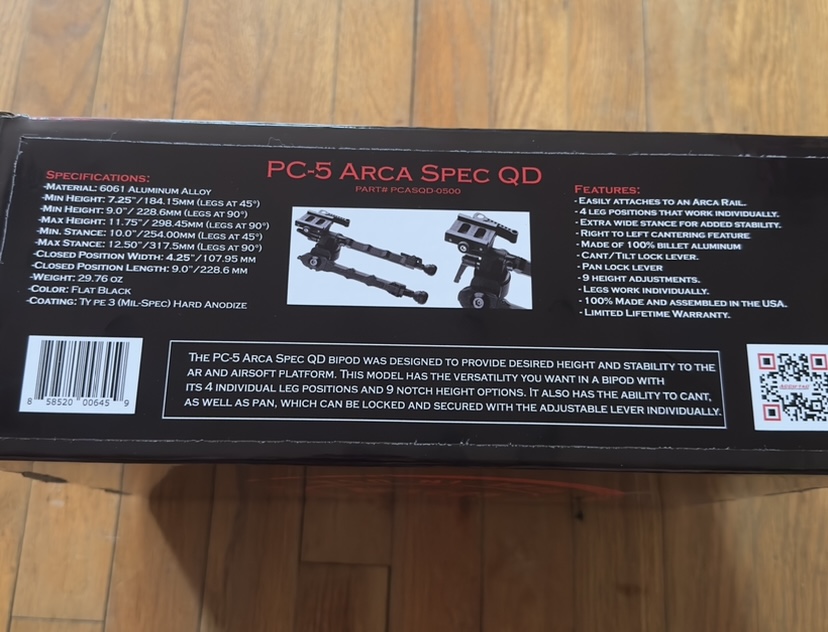 PC-5 Arca Spec QD
PART# PCASQD-0500
Specifications:
-Material: 6061 Aluminum Alloy
-Min Height: 7.25"/184.15mm (Legs at 45°)
-Min Height: 9.0"/ 228.6mm (Legs at 90°)
-Max Height: 11.75"/ 298.45mm (Legs at 90°)
-Min. Stance: 10.0"/254.00mm (Legs at 45°)
-Max Stance: 12.50"/317.5mm (Legs at 90°)
-Closed Position Width: 4.25"/107.95 mm
-Closed Position Length: 9.0"/228.6 mm
-Weight: 29.76 oz
-Color: Flat Black
-Coating: Ty pe 3 (Mil-Spec) Hard Anodize
Features:
- Easily attaches to an Arca Rail.
- 4 leg positions that work individually.
- Extra wide stance for added stability.
- Right to left cantering feature
- Made of 100% billet aluminum
- Cant/Tilt lock lever.
- Pan lock lever
- 9 height adjustments.
- Legs work individually.
- 100% Made and assembled in the USA.
- Limited Lifetime Warranty.
8 58520 00645 9
The PC-5 Arca Spec QD bipod was designed to provide desired height and stability to the
AR and airsoft platform. This model has the versatility you want in a bipod with
its 4 individual leg positions and 9 notch height options. It also has the ability to cant,
as well as pan, which can be locked and secured with the adjustable lever individually.